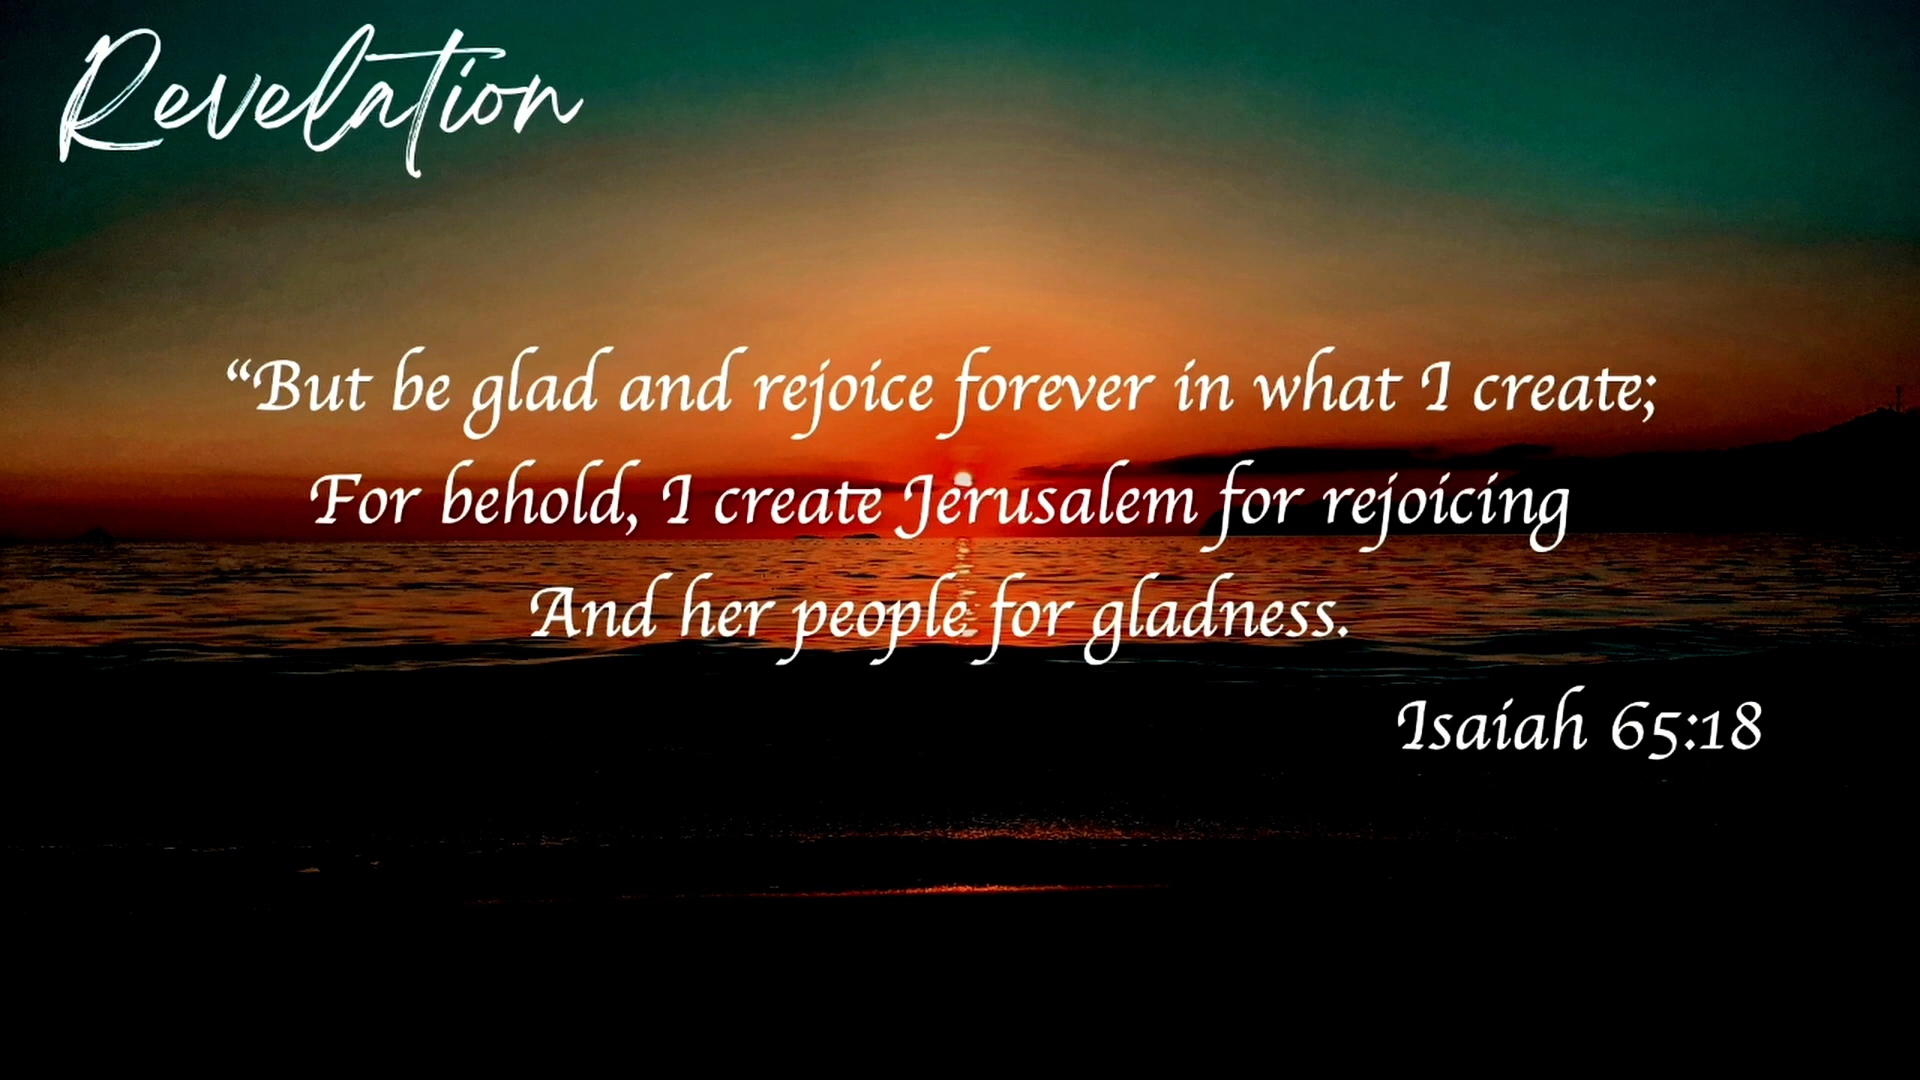 Revelation
“But be glad and rejoice forever in what I create;
For behold, I create Jerusalem for rejoicing
And her people for gladness.
Isaiah 65:18